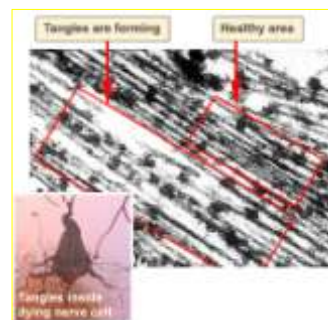 Tangles are forming
Healthy area
Tangles inside
dying nerve cell